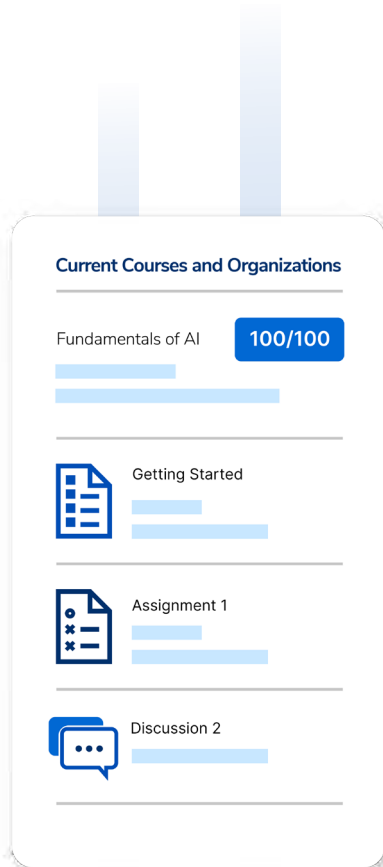 Current Courses and Organizations
Fundamentals of AI
100/100
Getting Started
Assignment 1
Discussion 2